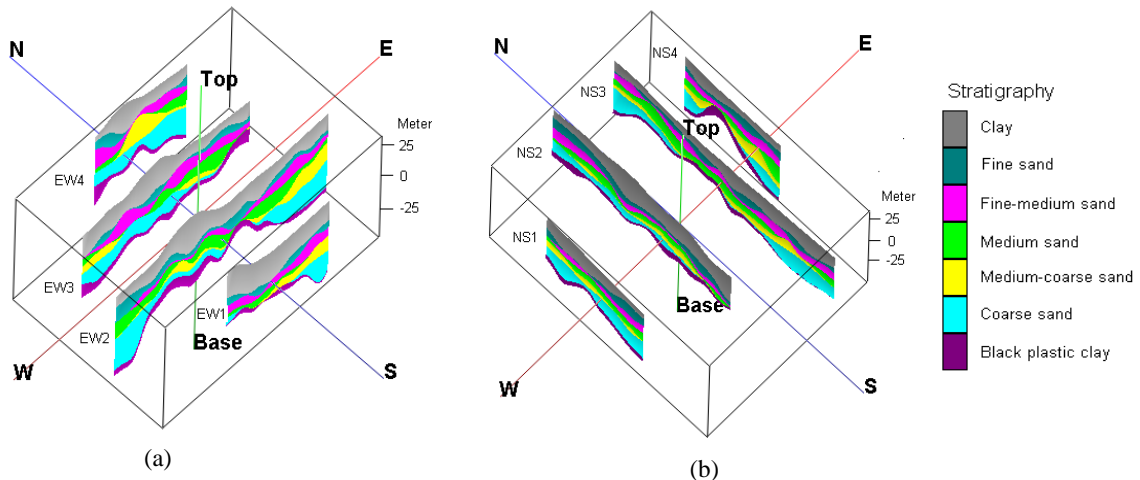 N
E
Top
Meter
25
0
-25
EW4
EW3
EW2
EW1
Base
W
S
(a)
NS4
NS3
NS2
NS1
E
N
Top
Meter
25
0
-25
Base
W
S
(b)
Stratigraphy
Clay
Fine sand
Fine-medium sand
Medium sand
Medium-coarse sand
Coarse sand
Black plastic clay